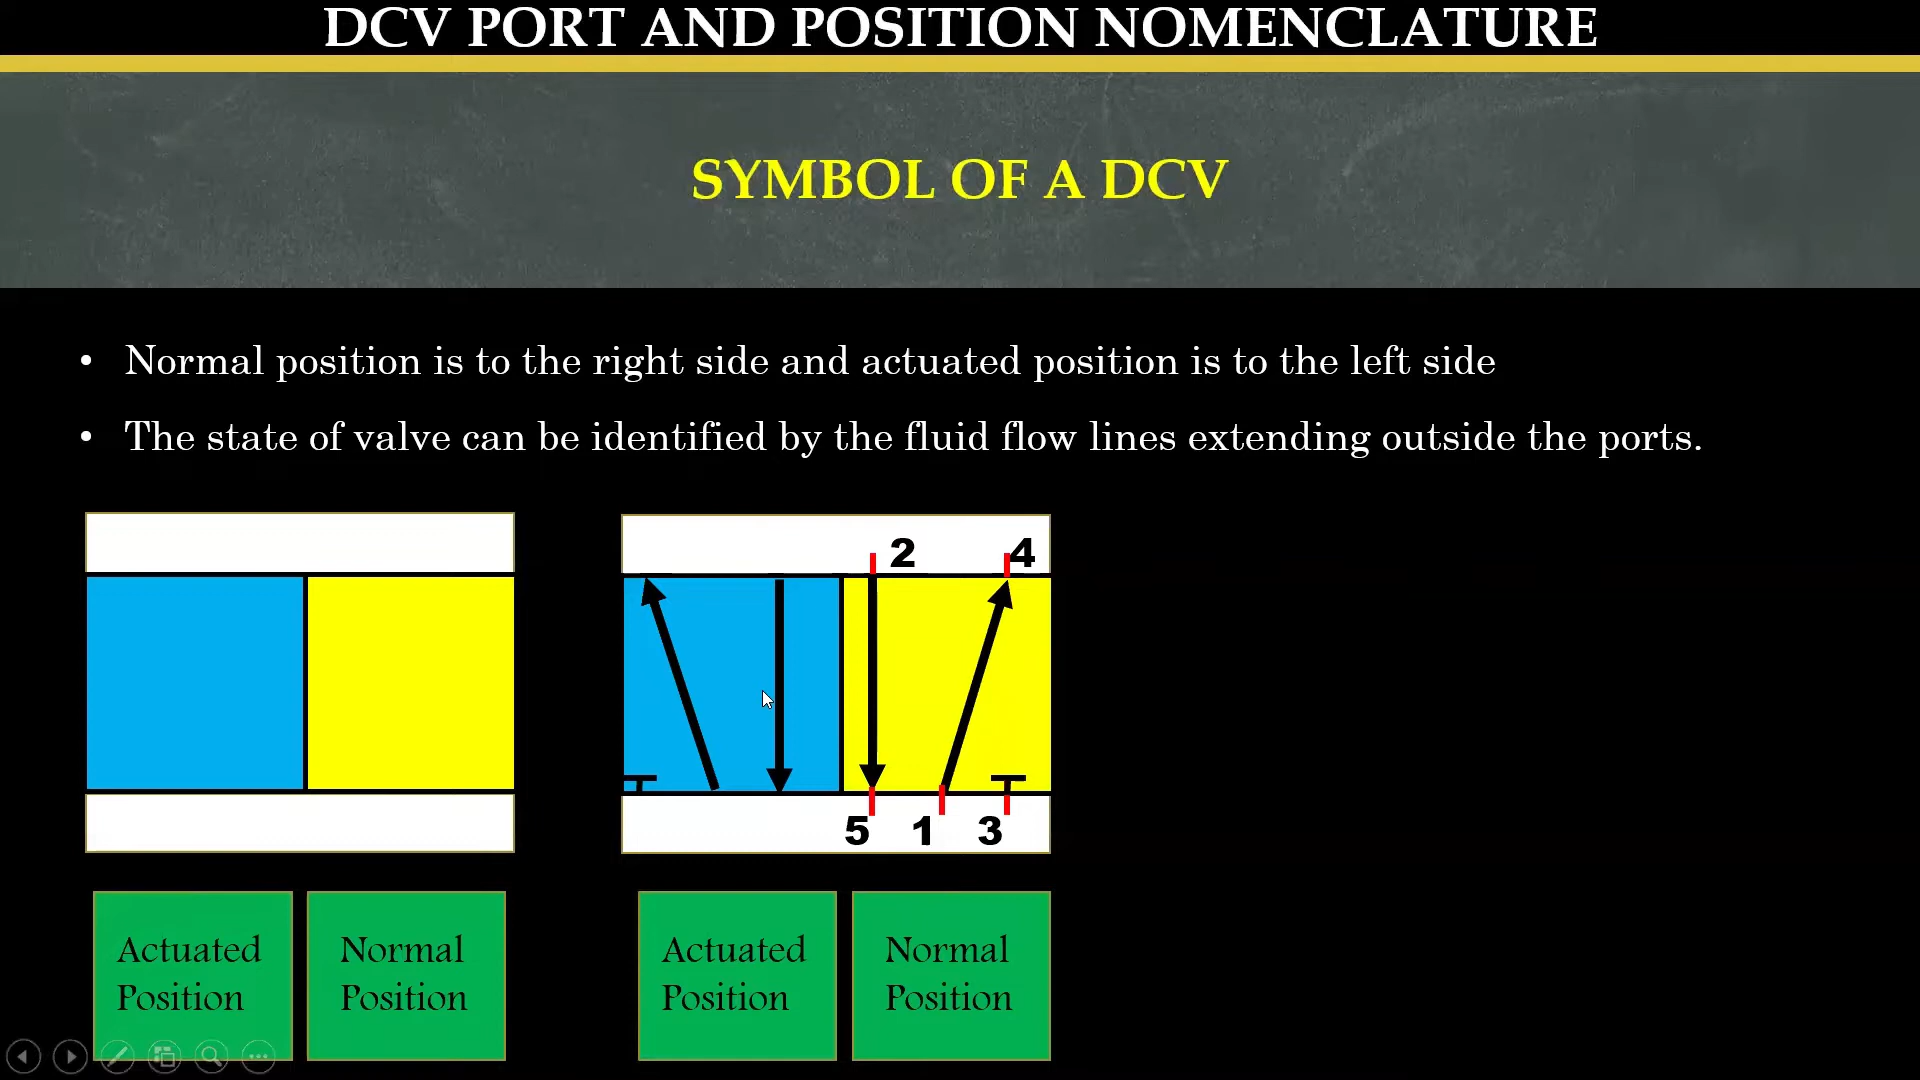 DCV PORT AND POSITION NOMENCLATURE
SYMBOL OF A DCV
• Normal position is to the right side and actuated position is to the left side
• The state of valve can be identified by the fluid flow lines extending outside the ports.
2 4
5 1 3
Actuated
Position
Normal
Position
Actuated
Position
Normal
Position